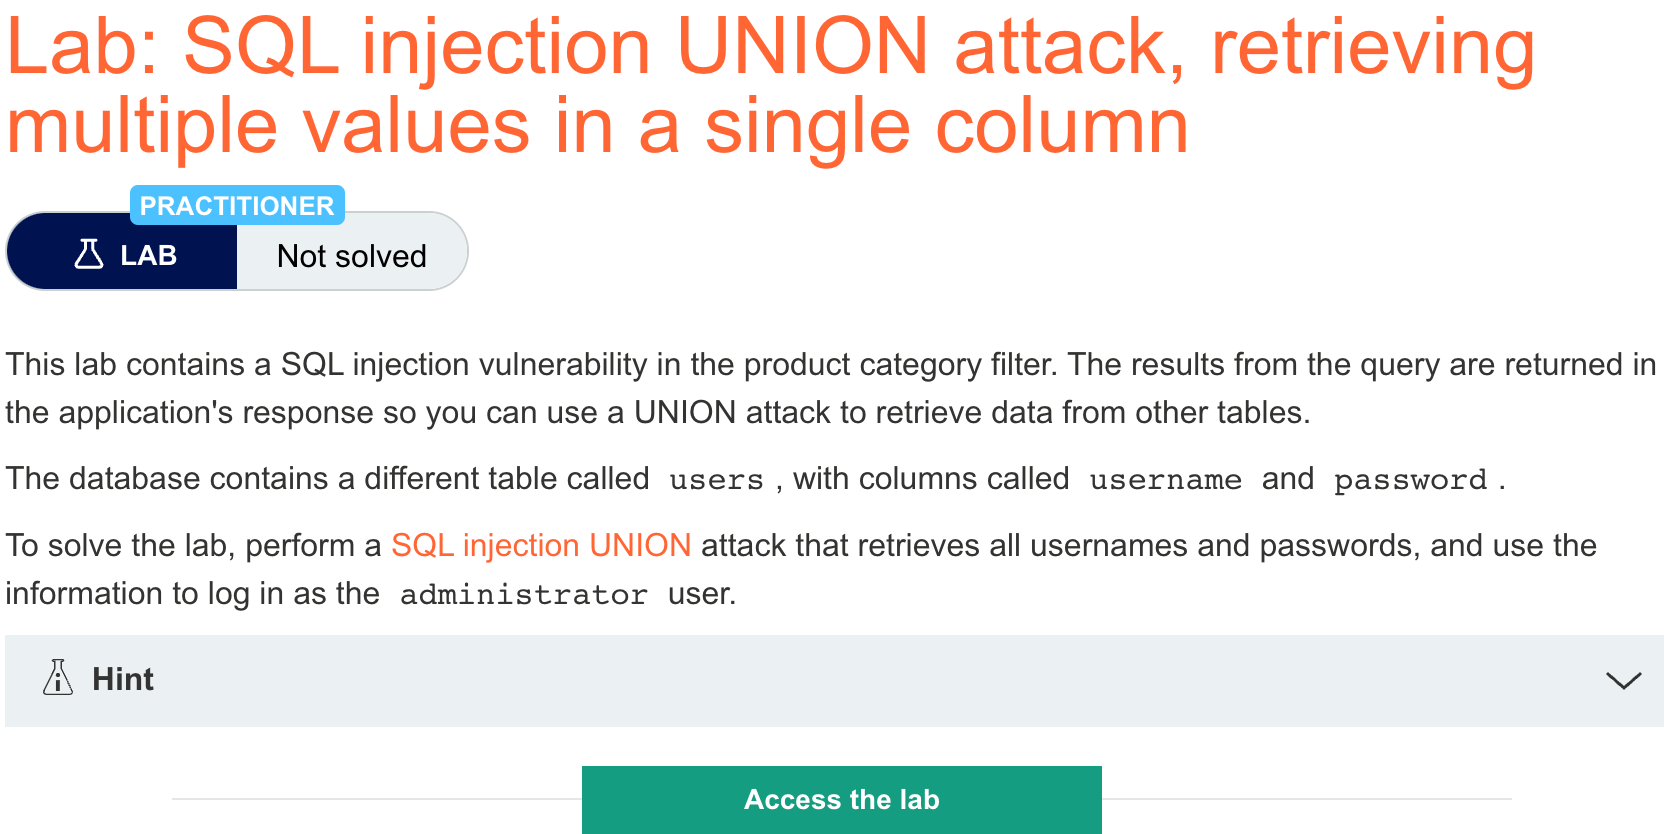 Lab: SQL injection UNION attack, retrieving
multiple values in a single column
PRACTITIONER
LAB
Not solved
This lab contains a SQL injection vulnerability in the product category filter. The results from the query are returned in
the application's response so you can use a UNION attack to retrieve data from other tables.
The database contains a different table called users , with columns called username and password .
To solve the lab, perform a SQL injection UNION attack that retrieves all usernames and passwords, and use the
information to log in as the administrator user.
Hint
Access the lab